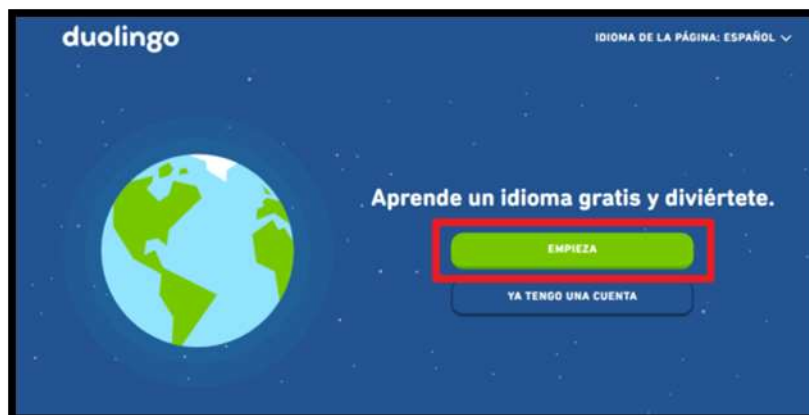 duolingo
IDIOMA DE LA PÁGINA: ESPAÑOL
Aprende un idioma gratis y diviértete.
EMPIEZA
YA TENGO UNA CUENTA